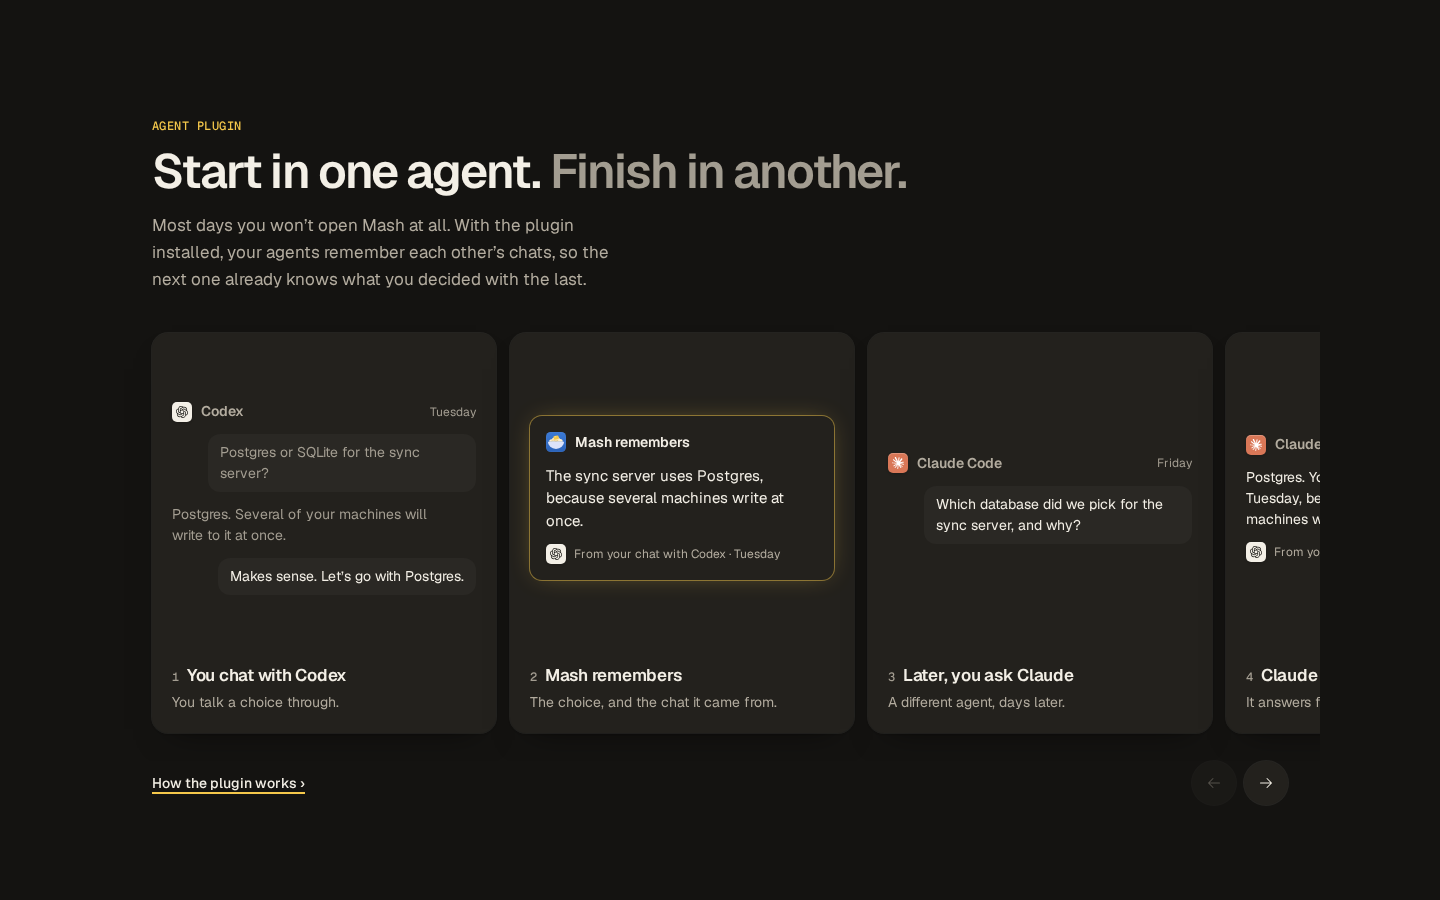 AGENT PLUGIN
Start in one agent. Finish in another.
Most days you won’t open Mash at all. With the plugin
installed, your agents remember each other’s chats, so the
next one already knows what you decided with the last.
Codex
Tuesday
Postgres or SQLite for the sync
server?
Postgres. Several of your machines will
write to it at once.
Makes sense. Let’s go with Postgres.
1 You chat with Codex
You talk a choice through.
Mash remembers
The sync server uses Postgres,
because several machines write at
once.
From your chat with Codex · Tuesday
2 Mash remembers
The choice, and the chat it came from.
Claude Code
Friday
Which database did we pick for the
sync server, and why?
3 Later, you ask Claude
A different agent, days later.
Claude
Postgres.
Tuesday,
machines
From
4 Claude
It answers
How the plugin works ›
← →